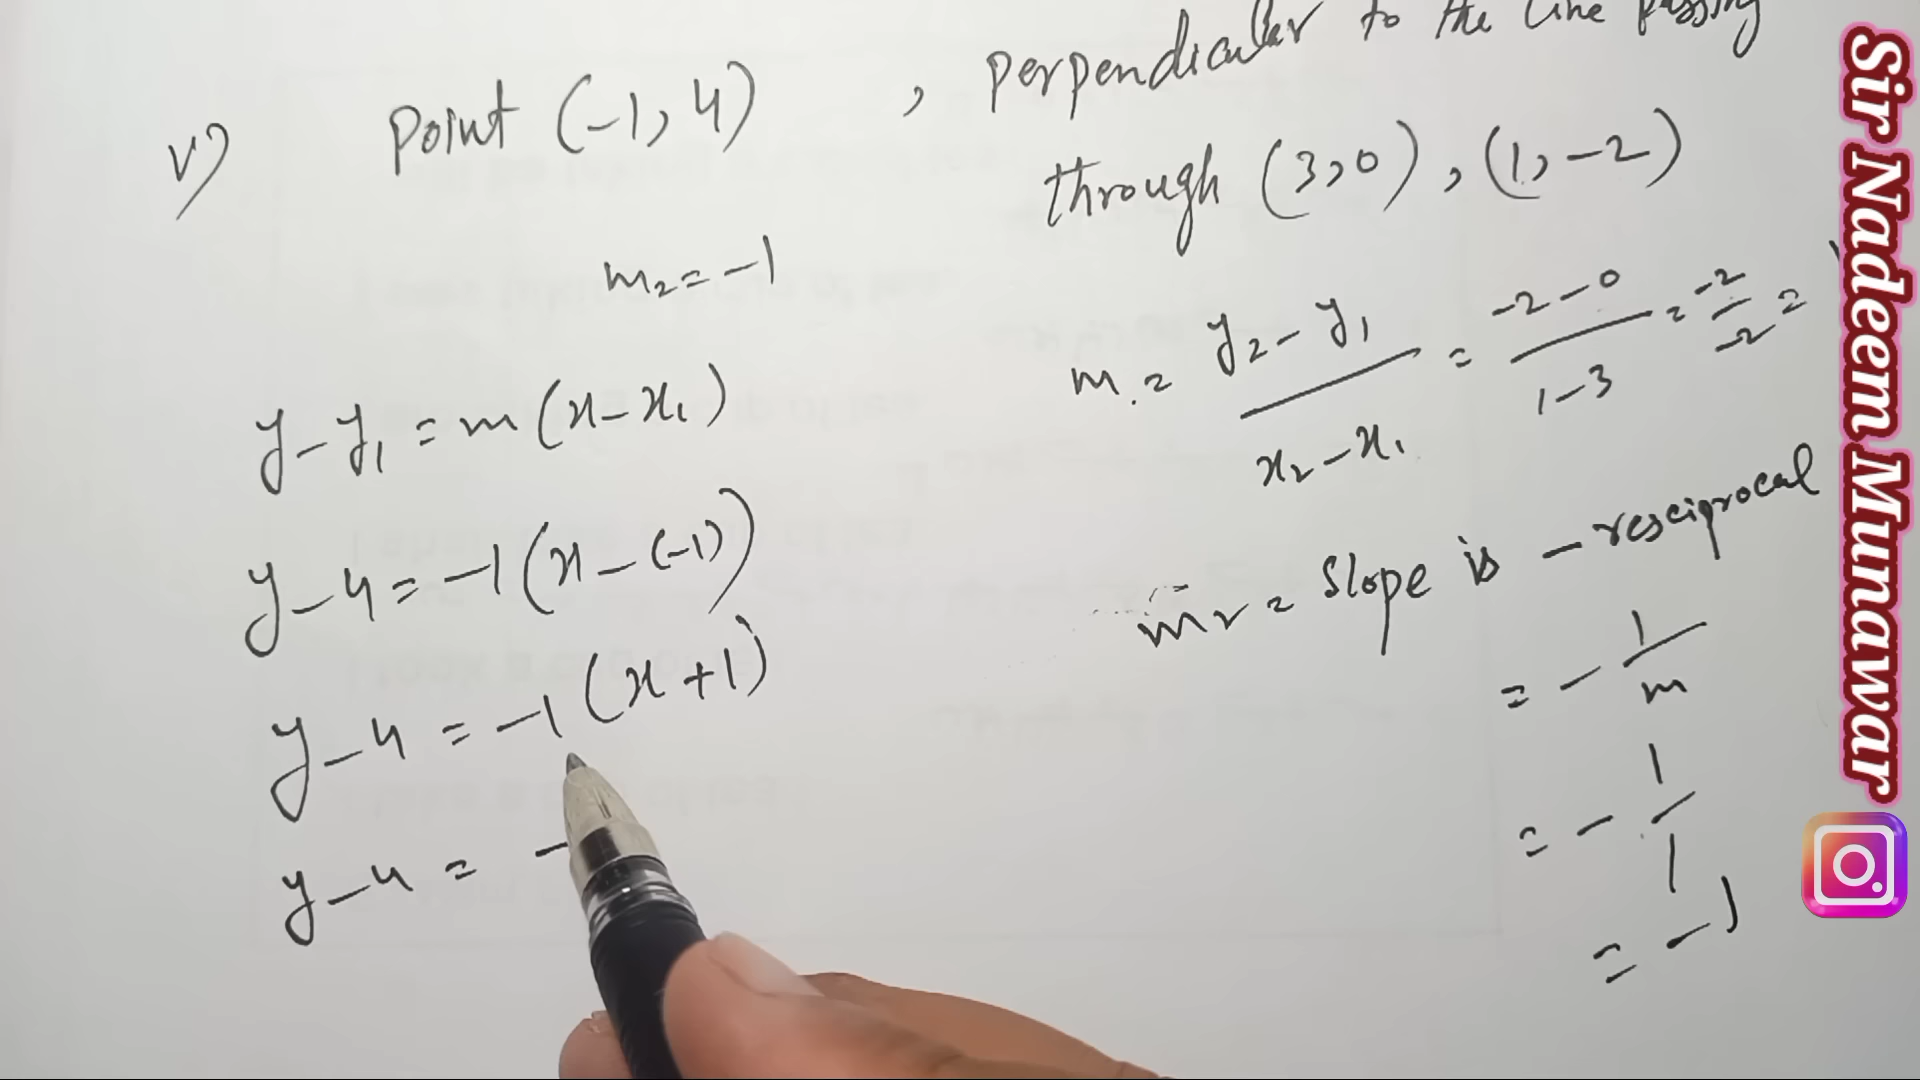 v) Point (-1, 4) , perpendicular to the line passing
through (3, 0) , (1, -2)
m₂ = -1
m₁ = y₂ - y₁ / x₂ - x₁ = -2 - 0 / 1 - 3 = -2 / -2 =
y - y₁ = m (x - x₁)
y - 4 = -1 (x - (-1))
y - 4 = -1 (x + 1)
y - 4 = -
m₂ = Slope is - resciprocal
= - 1/m
= - 1/1
= -1
Sir Nadeem Munawar